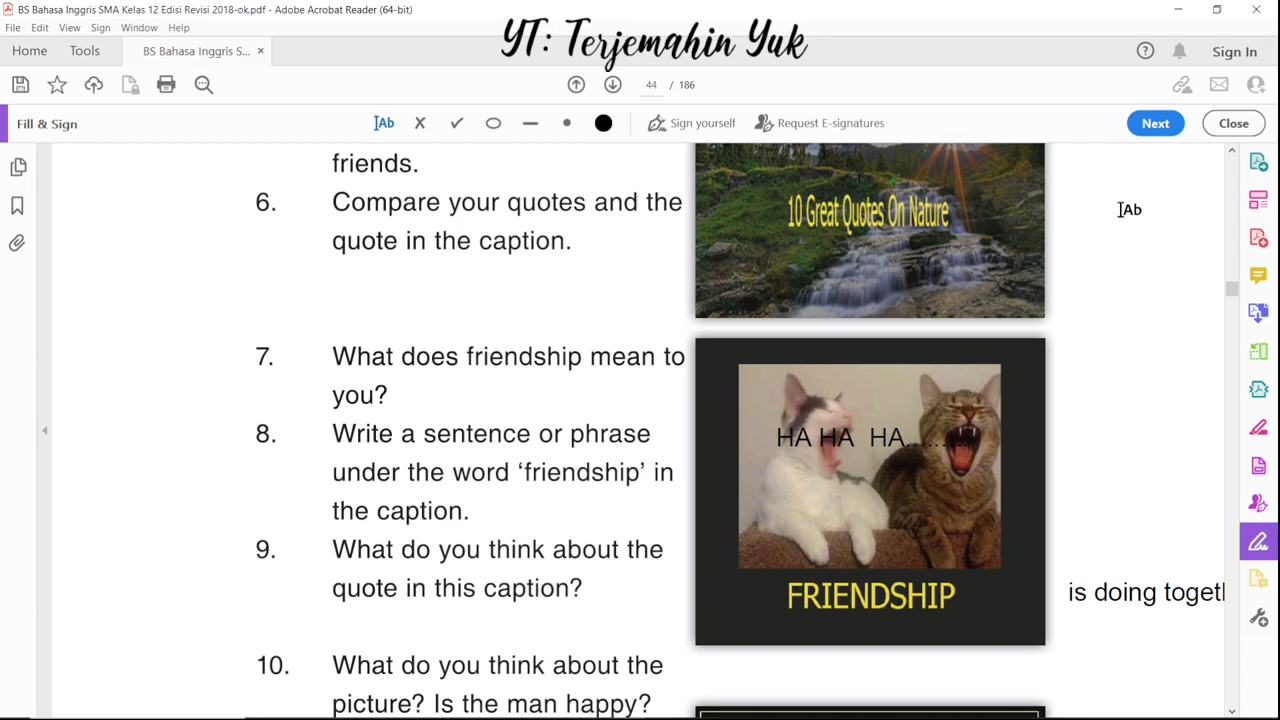 BS Bahasa Inggris SMA Kelas 12 Edisi Revisi 2018-ok.pdf - Adobe Acrobat Reader (64-bit)
File Edit View Sign Window Help
YT: Terjemahin Yuk
Home Tools BS Bahasa Inggris S... × Sign In
44 / 186
Fill & Sign Ab Sign yourself Request E-signatures Next Close
friends.
6. Compare your quotes and the
quote in the caption.
10 Great Quotes On Nature
Ab
7. What does friendship mean to
you?
8. Write a sentence or phrase
under the word ‘friendship’ in
the caption.
9. What do you think about the
quote in this caption?
HA HA HA........
FRIENDSHIP
is doing togeth
10. What do you think about the
picture? Is the man happy?